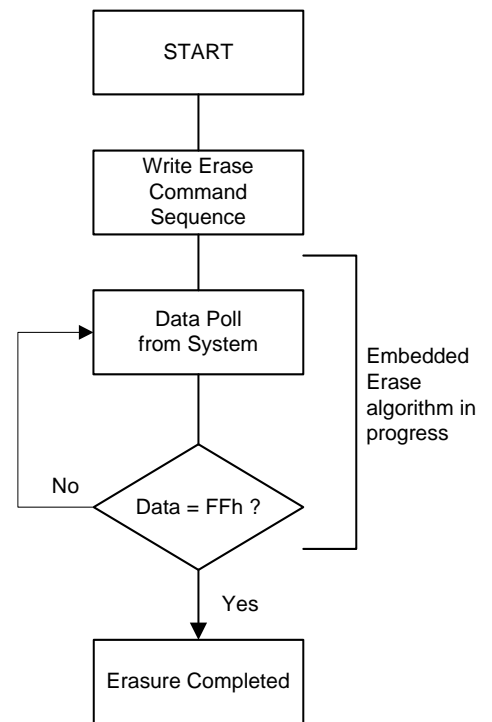 START
Write Erase
Command
Sequence
Data Poll
from System
Embedded
Erase
algorithm in
progress
No
Data = FFh ?
Yes
Erasure Completed